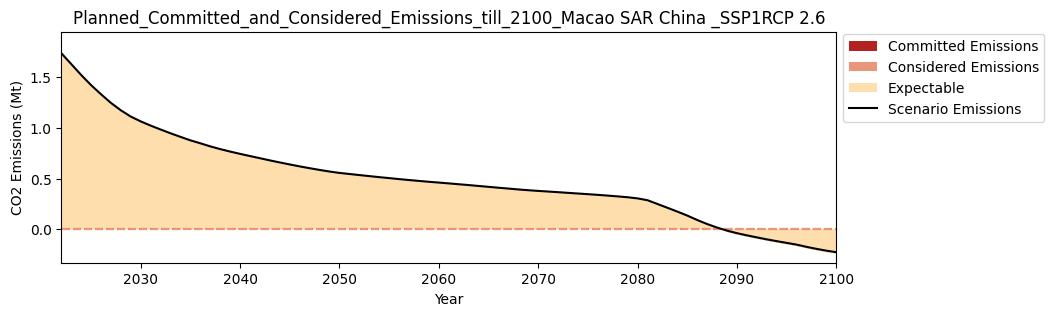 Planned_Committed_and_Considered_Emissions_till_2100_Macao SAR China _SSP1RCP 2.6
Committed Emissions
Considered Emissions
Expectable
Scenario Emissions
CO2 Emissions (Mt)
1.5
1.0
0.5
0.0
2030
2040
2050
2060
2070
2080
2090
2100
Year